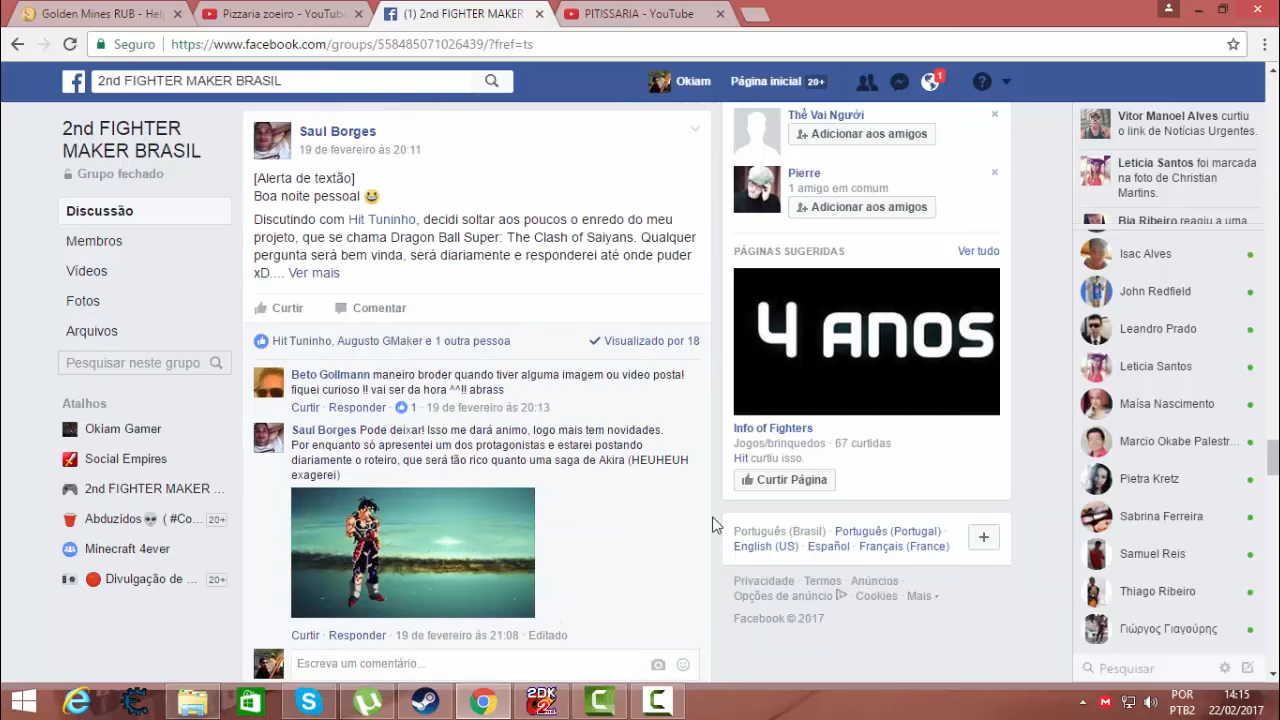 Golden Mines RUB - Hel
Pizzaria zoeiro - YouTube
(1) 2nd FIGHTER MAKER
PITISSARIA - YouTube
Seguro
https://www.facebook.com/groups/558485071026439/?fref=ts
2nd FIGHTER MAKER BRASIL
Okiam
Página inicial 20+
1
2nd FIGHTER
MAKER BRASIL
Grupo fechado
Discussão
Membros
Vídeos
Fotos
Arquivos
Pesquisar neste grupo
Atalhos
Okiam Gamer
Social Empires
2nd FIGHTER MAKER ...
Abduzidos ( #Co... 20+
Minecraft 4ever
Divulgação de ... 20+
Saul Borges
19 de fevereiro às 20:11
[Alerta de textão]
Boa noite pessoal
Discutindo com Hit Tuninho, decidi soltar aos poucos o enredo do meu
projeto, que se chama Dragon Ball Super: The Clash of Saiyans. Qualquer
pergunta será bem vinda, será diariamente e responderei até onde puder
xD.... Ver mais
Curtir Comentar
Hit Tuninho, Augusto GMaker e 1 outra pessoa
Visualizado por 18
Beto Gollmann maneiro broder quando tiver alguma imagem ou video posta!
fiquei curioso !! vai ser da hora ^^!! abrass
Curtir · Responder · 1 · 19 de fevereiro às 20:13
Saul Borges Pode deixar! Isso me dará animo, logo mais tem novidades.
Por enquanto só apresentei um dos protagonistas e estarei postando
diariamente o roteiro, que será tão rico quanto uma saga de Akira (HEUHEUH
exagerei)
Curtir · Responder · 19 de fevereiro às 21:08 · Editado
Escreva um comentário...
Thế Vai Người
Adicionar aos amigos
Pierre
1 amigo em comum
Adicionar aos amigos
PÁGINAS SUGERIDAS
Ver tudo
4 ANOS
Info of Fighters
Jogos/brinquedos · 67 curtidas
Hit curtiu isso.
Curtir Página
Português (Brasil) · Português (Portugal) ·
English (US) · Español · Français (France)
Privacidade · Termos · Anúncios ·
Opções de anúncio · Cookies · Mais
Facebook © 2017
Vitor Manoel Alves curtiu
o link de Notícias Urgentes.
Leticia Santos foi marcada
na foto de Christian
Martins.
Bia Ribeiro reagiu a uma
Isac Alves
John Redfield
Leandro Prado
Leticia Santos
Maísa Nascimento
Marcio Okabe Palestr...
Pietra Kretz
Sabrina Ferreira
Samuel Reis
Thiago Ribeiro
Γιώργος Γιαγούρης
Pesquisar
2DK
2nd
POR
PTB2
14:15
22/02/2017